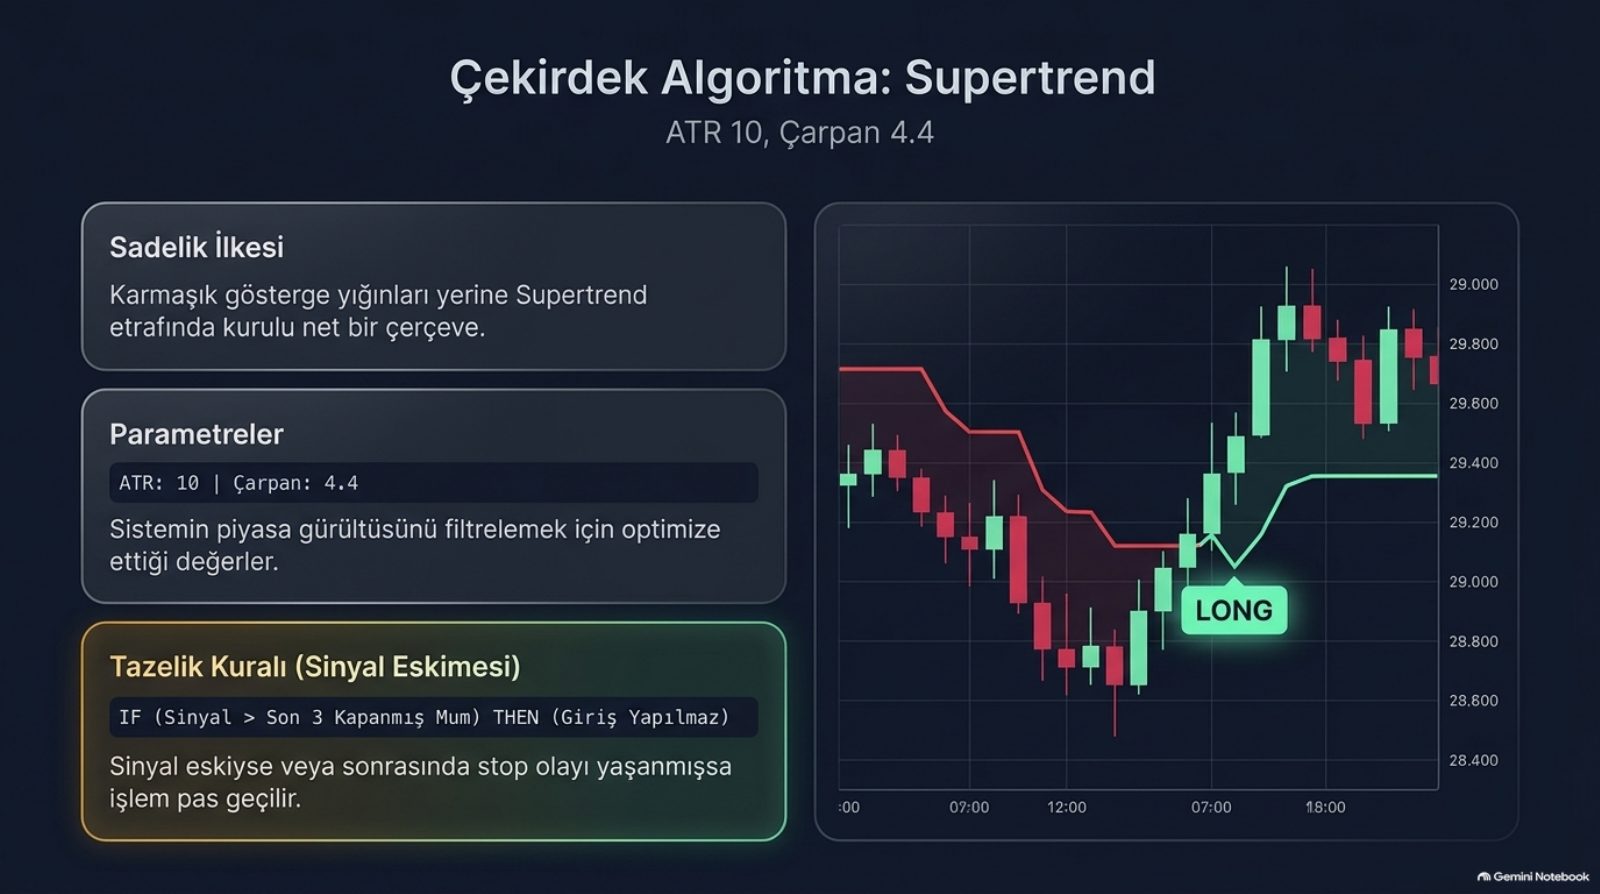 Çekirdek Algoritma: Supertrend
ATR 10, Çarpan 4.4
Sadelik İlkesi
Karmaşık gösterge yığınları yerine Supertrend
etrafında kurulu net bir çerçeve.
Parametreler
ATR: 10 | Çarpan: 4.4
Sistemin piyasa gürültüsünü filtrelemek için optimize
ettiği değerler.
Tazelik Kuralı (Sinyal Eskimesi)
IF (Sinyal > Son 3 Kapanmış Mum) THEN (Giriş Yapılmaz)
Sinyal eskiyse veya sonrasında stop olayı yaşanmışsa
işlem pas geçilir.
29.000
29.800
29.600
29.400
29.200
29.000
28.800
28.600
28.400
LONG
:00
07:00
12:00
07:00
18:00
Gemini Notebook